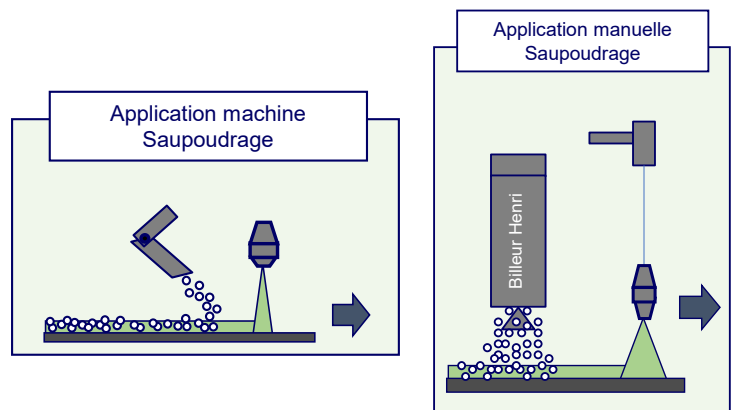 Application machine
Saupoudrage
Application manuelle
Saupoudrage
Billeur Henri